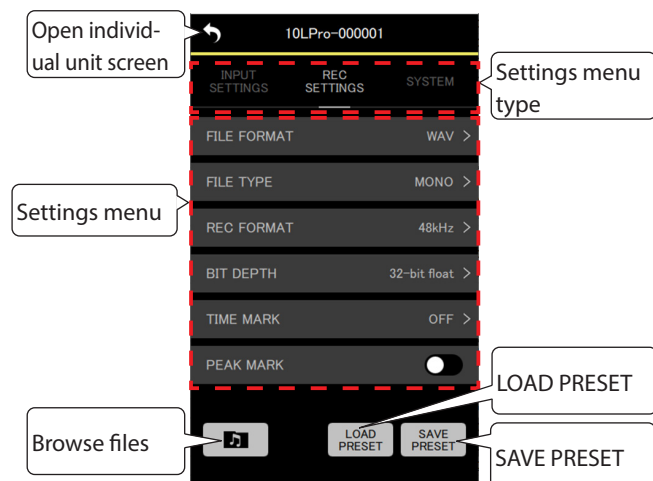 Open individ-
ual unit screen
10LPro-000001
INPUT
SETTINGS
REC
SETTINGS
SYSTEM
Settings menu
type
FILE FORMAT WAV >
FILE TYPE MONO >
Settings menu
REC FORMAT 48kHz >
BIT DEPTH 32-bit float >
TIME MARK OFF >
PEAK MARK
LOAD PRESET
Browse files
LOAD
PRESET
SAVE
PRESET
SAVE PRESET